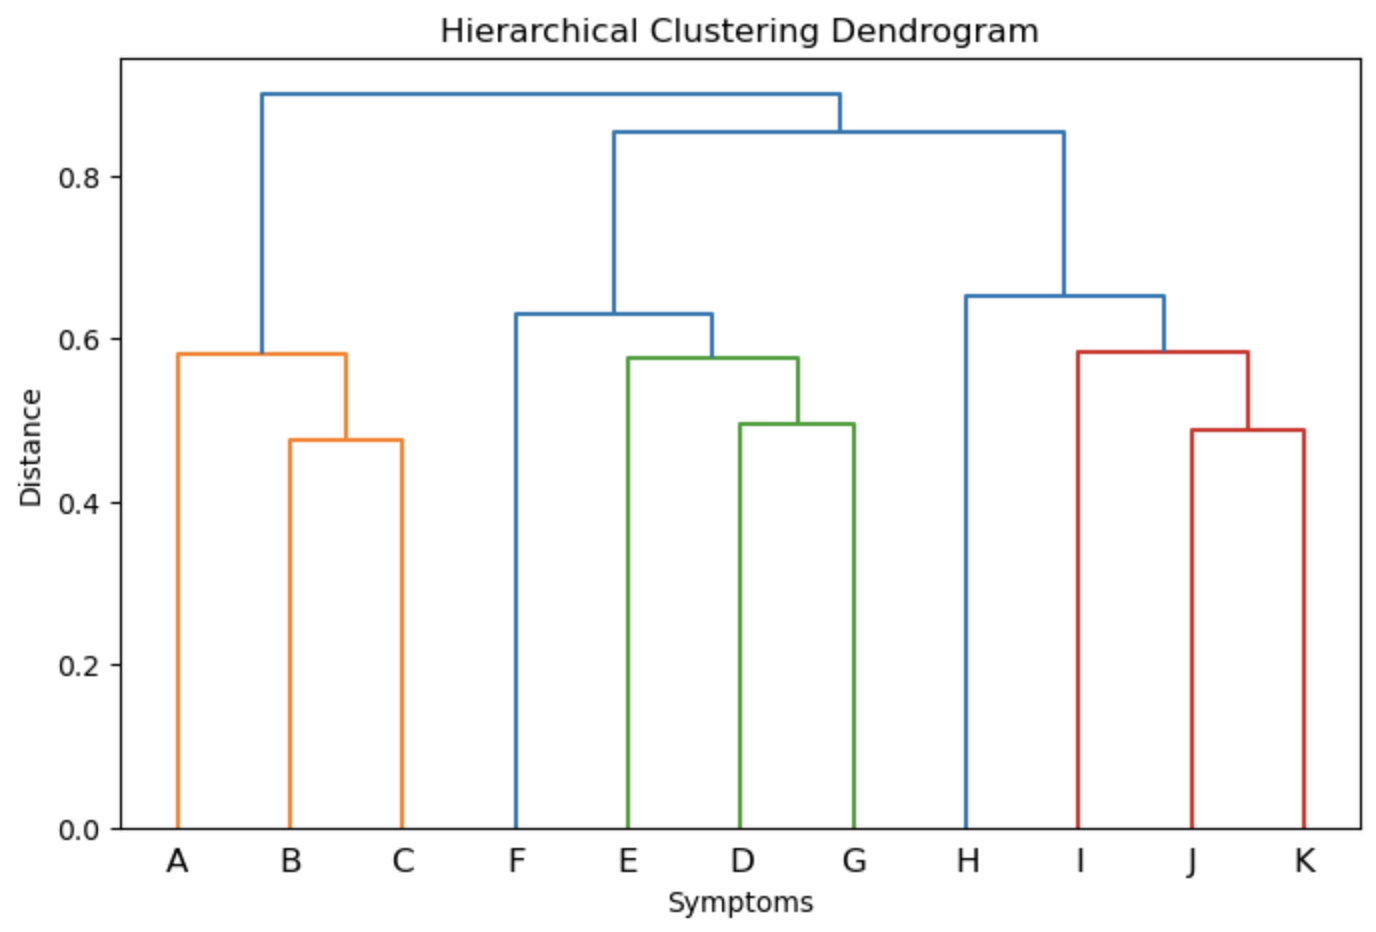 Hierarchical Clustering Dendrogram
Distance
0.8
0.6
0.4
0.2
0.0
A B C F E D G H I J K
Symptoms